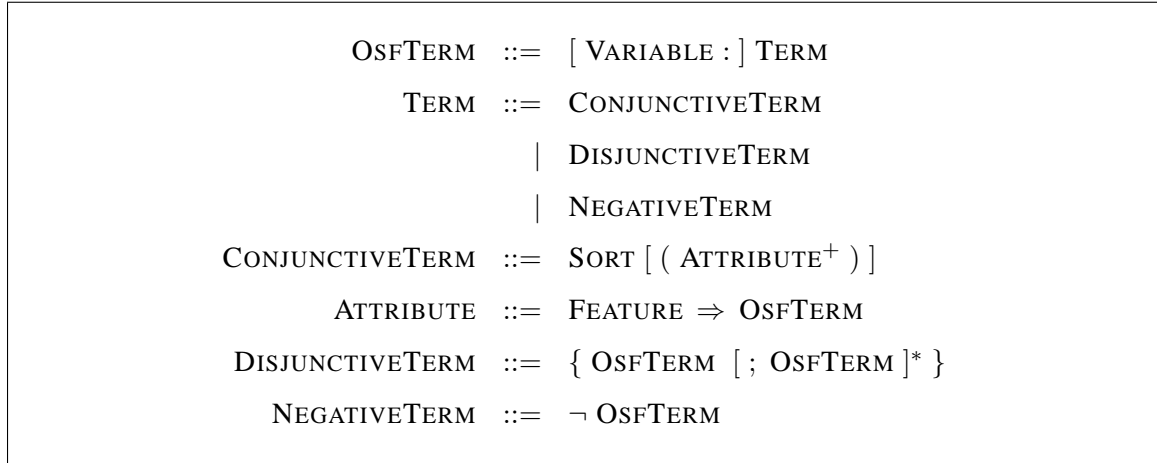 OSFTERM ::= [ VARIABLE : ] TERM
TERM ::= CONJUNCTIVETERM
| DISJUNCTIVETERM
| NEGATIVETERM
CONJUNCTIVETERM ::= SORT [ ( ATTRIBUTE⁺ ) ]
ATTRIBUTE ::= FEATURE ⇒ OSFTERM
DISJUNCTIVETERM ::= { OSFTERM [ ; OSFTERM ]* }
NEGATIVETERM ::= ¬ OSFTERM